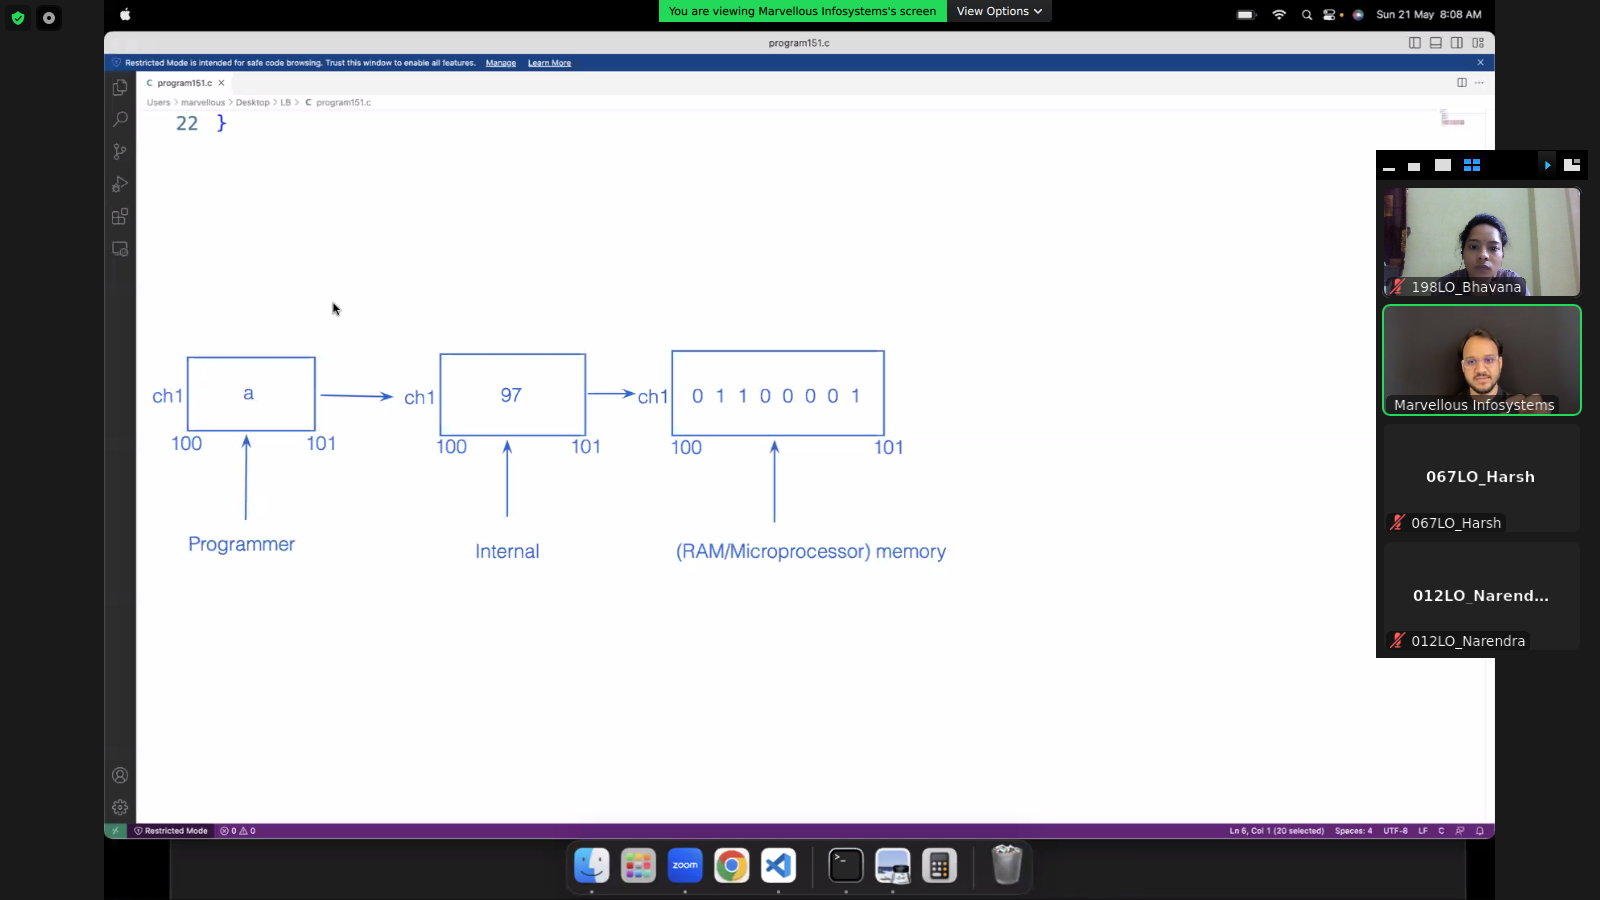 You are viewing Marvellous Infosystems's screen
View Options
Sun 21 May 8:08 AM
program151.c
Restricted Mode is intended for safe code browsing. Trust this window to enable all features. Manage Learn More
C program151.c
Users > marvellous > Desktop > LB > C program151.c
22 }
198LO_Bhavana
Marvellous Infosystems
067LO_Harsh
067LO_Harsh
012LO_Narend...
012LO_Narendra
ch1 a
100 101
Programmer
ch1 97
100 101
Internal
ch1 0 1 1 0 0 0 0 1
100 101
(RAM/Microprocessor) memory
Restricted Mode 0 0
Ln 6, Col 1 (20 selected) Spaces: 4 UTF-8 LF C
zoom